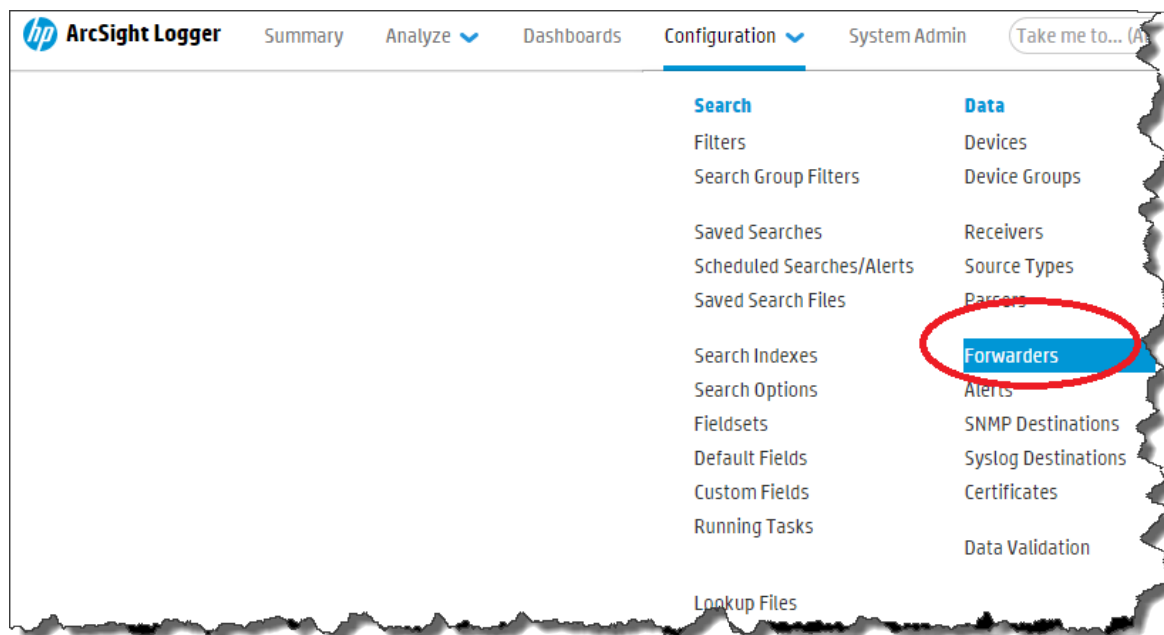 hp ArcSight Logger Summary Analyze Dashboards Configuration System Admin Take me to... (A
Search
Filters
Search Group Filters
Saved Searches
Scheduled Searches/Alerts
Saved Search Files
Search Indexes
Search Options
Fieldsets
Default Fields
Custom Fields
Running Tasks
Lookup Files
Data
Devices
Device Groups
Receivers
Source Types
Parsers
Forwarders
Alerts
SNMP Destinations
Syslog Destinations
Certificates
Data Validation